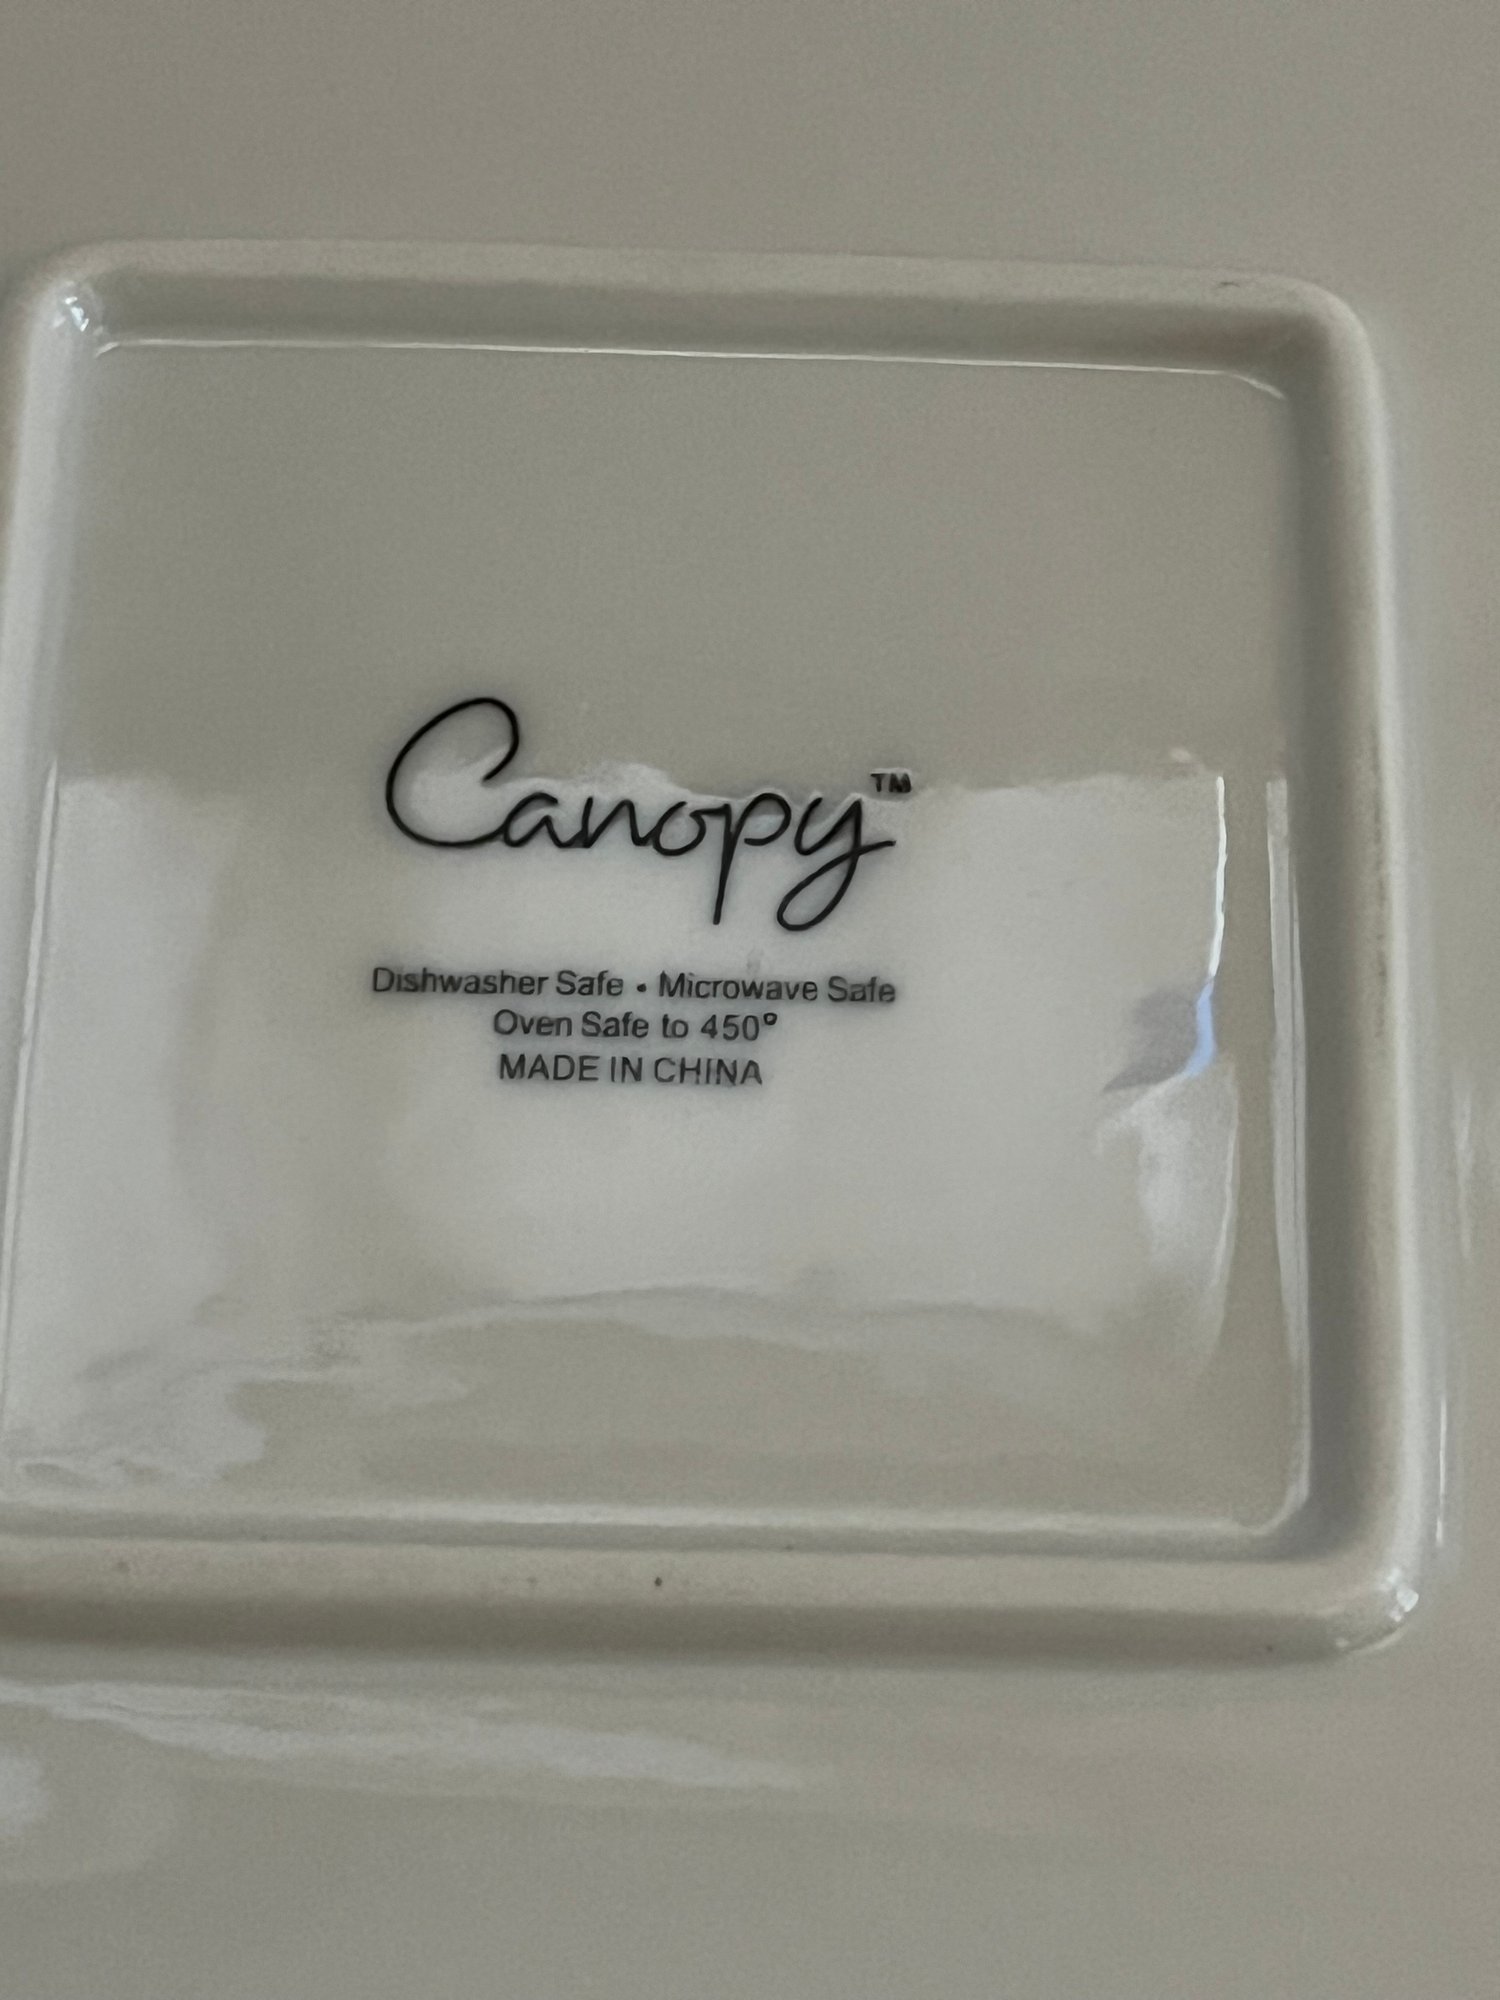 Canopy™
Dishwasher Safe • Microwave Safe
Oven Safe to 450°
MADE IN CHINA